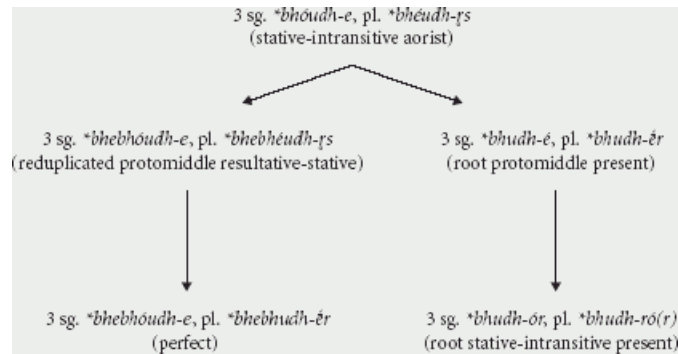 3 sg. *bhóudh-e, pl. *bhéudh-r̥s
(stative-intransitive aorist)
3 sg. *bhebhóudh-e, pl. *bhebhéudh-r̥s
(reduplicated protomiddle resultative-stative)
3 sg. *bhudh-é, pl. *bhudh-ḗr
(root protomiddle present)
3 sg. *bhebhóudh-e, pl. *bhebhudh-ḗr
(perfect)
3 sg. *bhudh-ór, pl. *bhudh-ró(r)
(root stative-intransitive present)